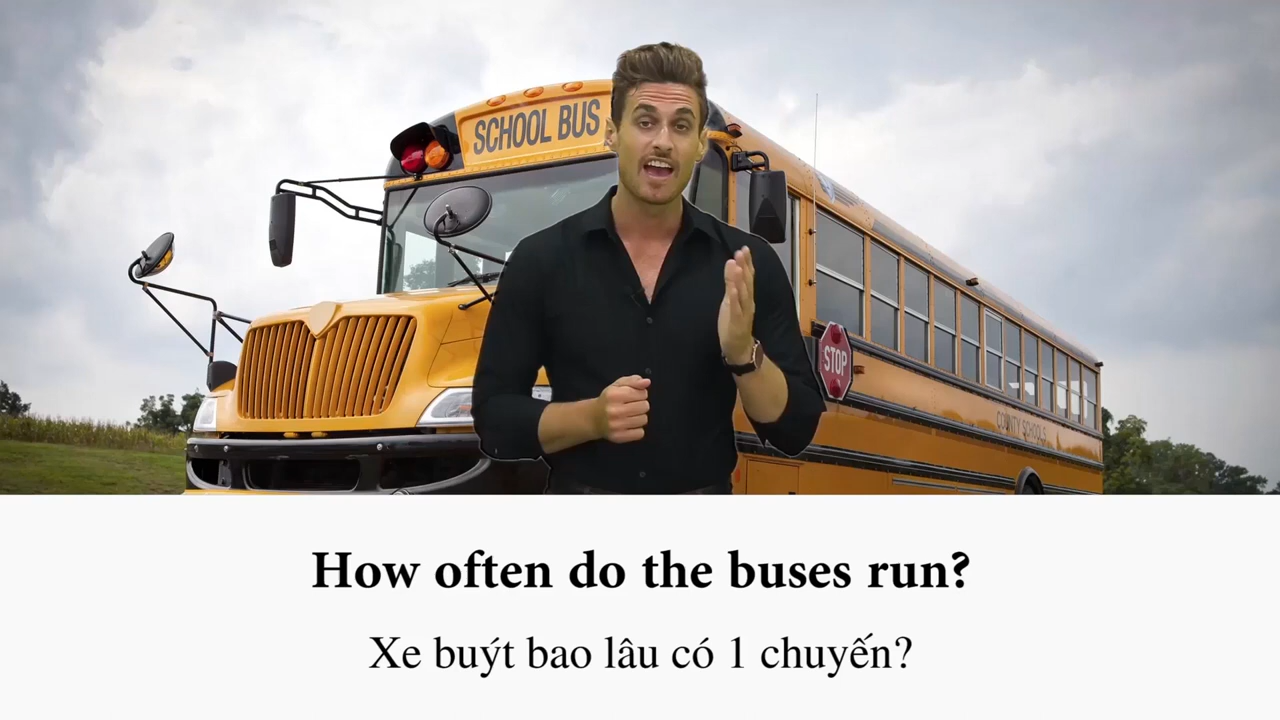 SCHOOL BUS
STOP
COUNTY SCHOOLS
How often do the buses run?
Xe buýt bao lâu có 1 chuyến?